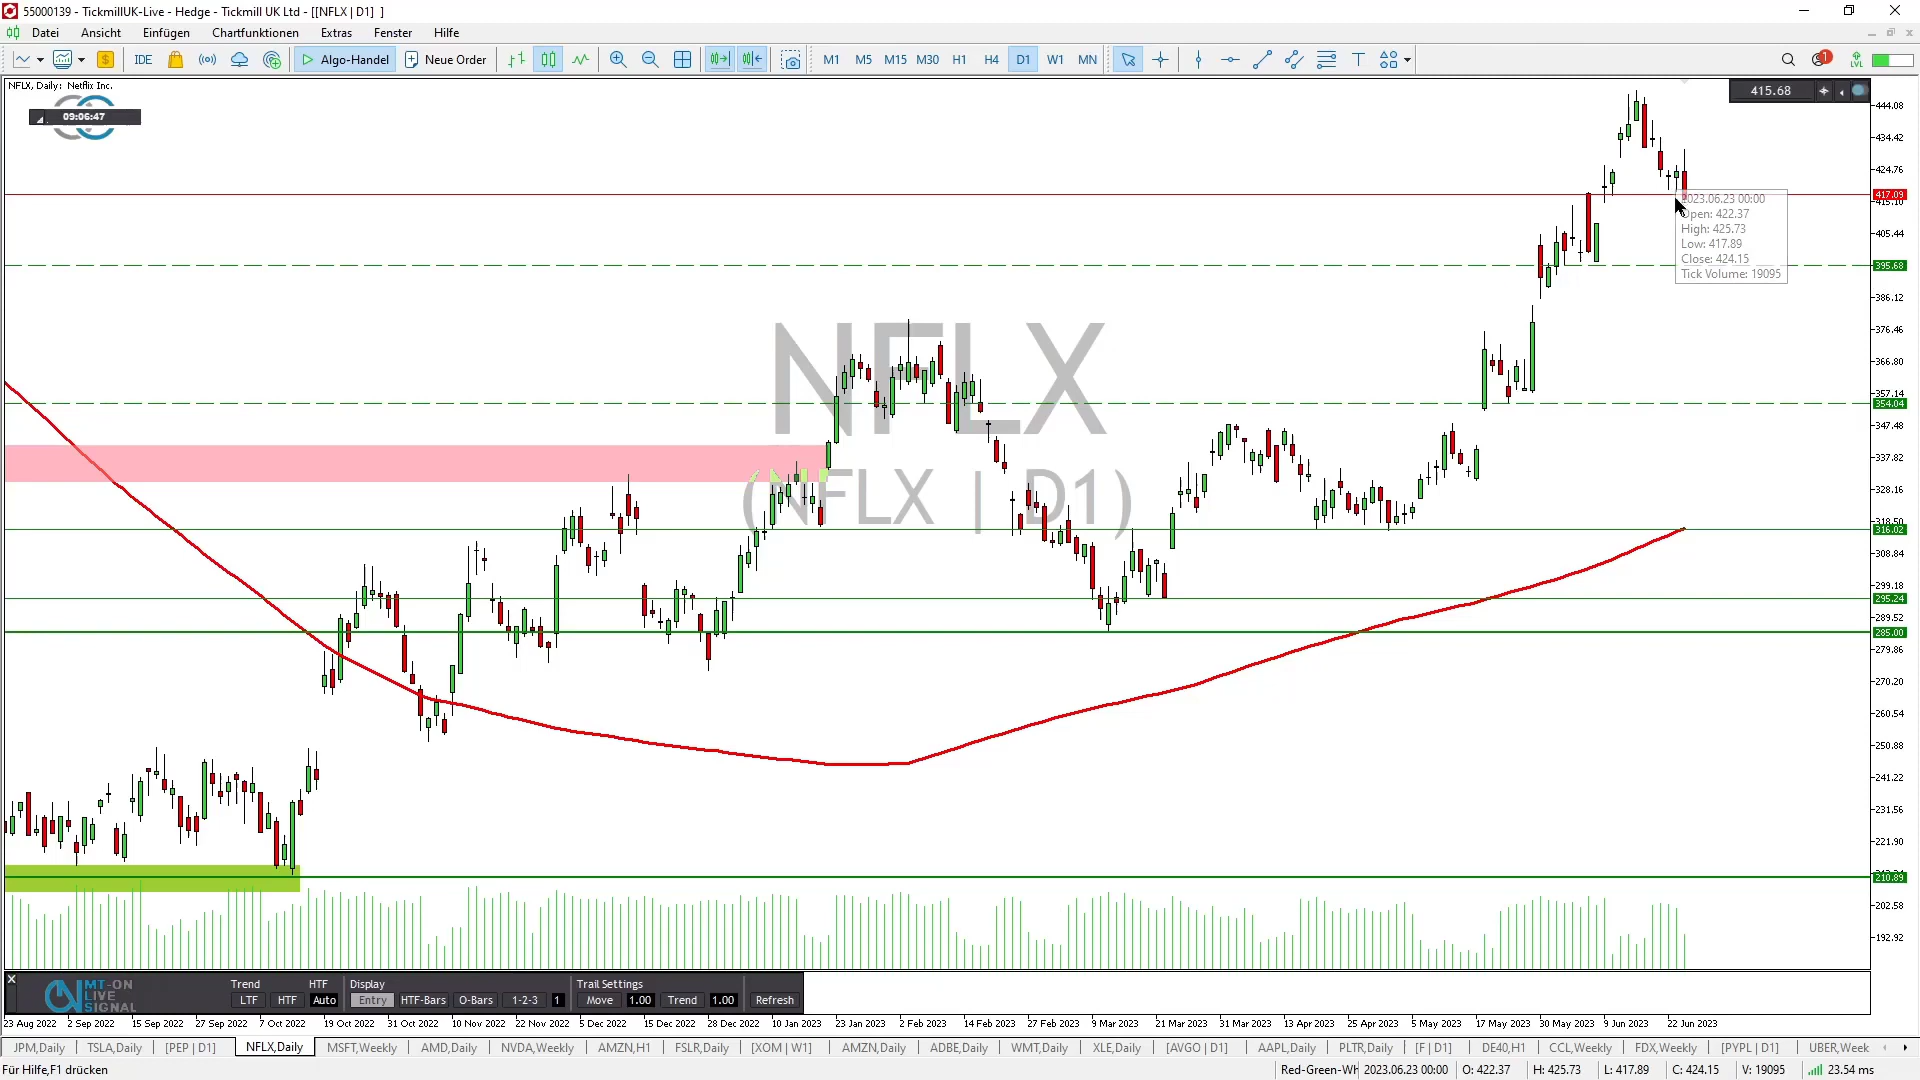 55000139 - TickmillUK-Live - Hedge - Tickmill UK Ltd - [[NFLX | D1] ]
Datei Ansicht Einfügen Chartfunktionen Extras Fenster Hilfe
IDE Algo-Handel Neue Order M1 M5 M15 M30 H1 H4 D1 W1 MN T 1 LVL
NFLX, Daily: Netflix Inc.
415.68
09:06:47
444.08
434.42
424.76
417.09
415.10
405.44
395.68
386.12
376.46
366.80
357.14
354.04
347.48
337.82
328.16
318.50
316.02
308.84
299.18
295.24
289.52
285.00
279.86
270.20
260.54
250.88
241.22
231.56
221.90
210.89
202.58
192.92
2023.06.23 00:00
Open: 422.37
High: 425.73
Low: 417.89
Close: 424.15
Tick Volume: 19095
NFLX
(NFLX | D1)
MT-ON
LIVE
SIGNAL
Trend HTF Display Trail Settings
LTF HTF Auto Entry HTF-Bars O-Bars 1-2-3 1 Move 1.00 Trend 1.00 Refresh
23 Aug 2022 2 Sep 2022 15 Sep 2022 27 Sep 2022 7 Oct 2022 19 Oct 2022 31 Oct 2022 10 Nov 2022 22 Nov 2022 5 Dec 2022 15 Dec 2022 28 Dec 2022 10 Jan 2023 23 Jan 2023 2 Feb 2023 14 Feb 2023 27 Feb 2023 9 Mar 2023 21 Mar 2023 31 Mar 2023 13 Apr 2023 25 Apr 2023 5 May 2023 17 May 2023 30 May 2023 9 Jun 2023 22 Jun 2023
JPM,Daily TSLA,Daily [PEP | D1] NFLX,Daily MSFT,Weekly AMD,Daily NVDA,Weekly AMZN,H1 FSLR,Daily [XOM | W1] AMZN,Daily ADBE,Daily WMT,Daily XLE,Daily [AVGO | D1] AAPL,Daily PLTR,Daily [F | D1] DE40,H1 CCL,Weekly FDX,Weekly [PYPL | D1] UBER,Week
Für Hilfe,F1 drücken Red-Green-Wh 2023.06.23 00:00 O: 422.37 H: 425.73 L: 417.89 C: 424.15 V: 19095 23.54 ms